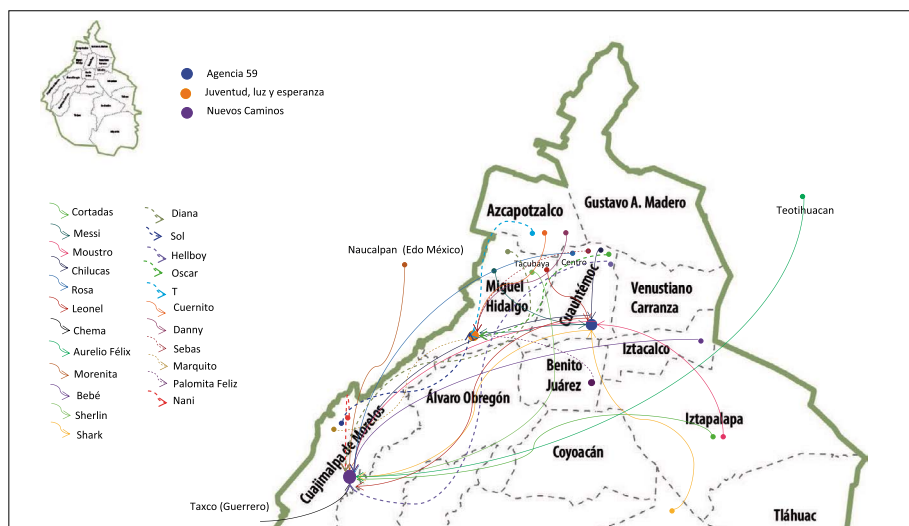 Agencia 59
Juventud, luz y esperanza
Nuevos Caminos
Cortadas
Messi
Moustro
Chilucas
Rosa
Leonel
Chema
Aurelio Félix
Morenita
Bebé
Sherlin
Shark
Diana
Sol
Hellboy
Oscar
T
Cuernito
Danny
Sebas
Marquito
Palomita Feliz
Nani
Azcapotzalco
Gustavo A. Madero
Teotihuacan
Naucalpan (Edo México)
Tacubaya
Centro
Miguel
Hidalgo
Cuauhtémoc
Venustiano
Carranza
Iztacalco
Benito
Juárez
Álvaro Obregón
Iztapalapa
Cuajimalpa de Morelos
Coyoacán
Taxco (Guerrero)
Tláhuac